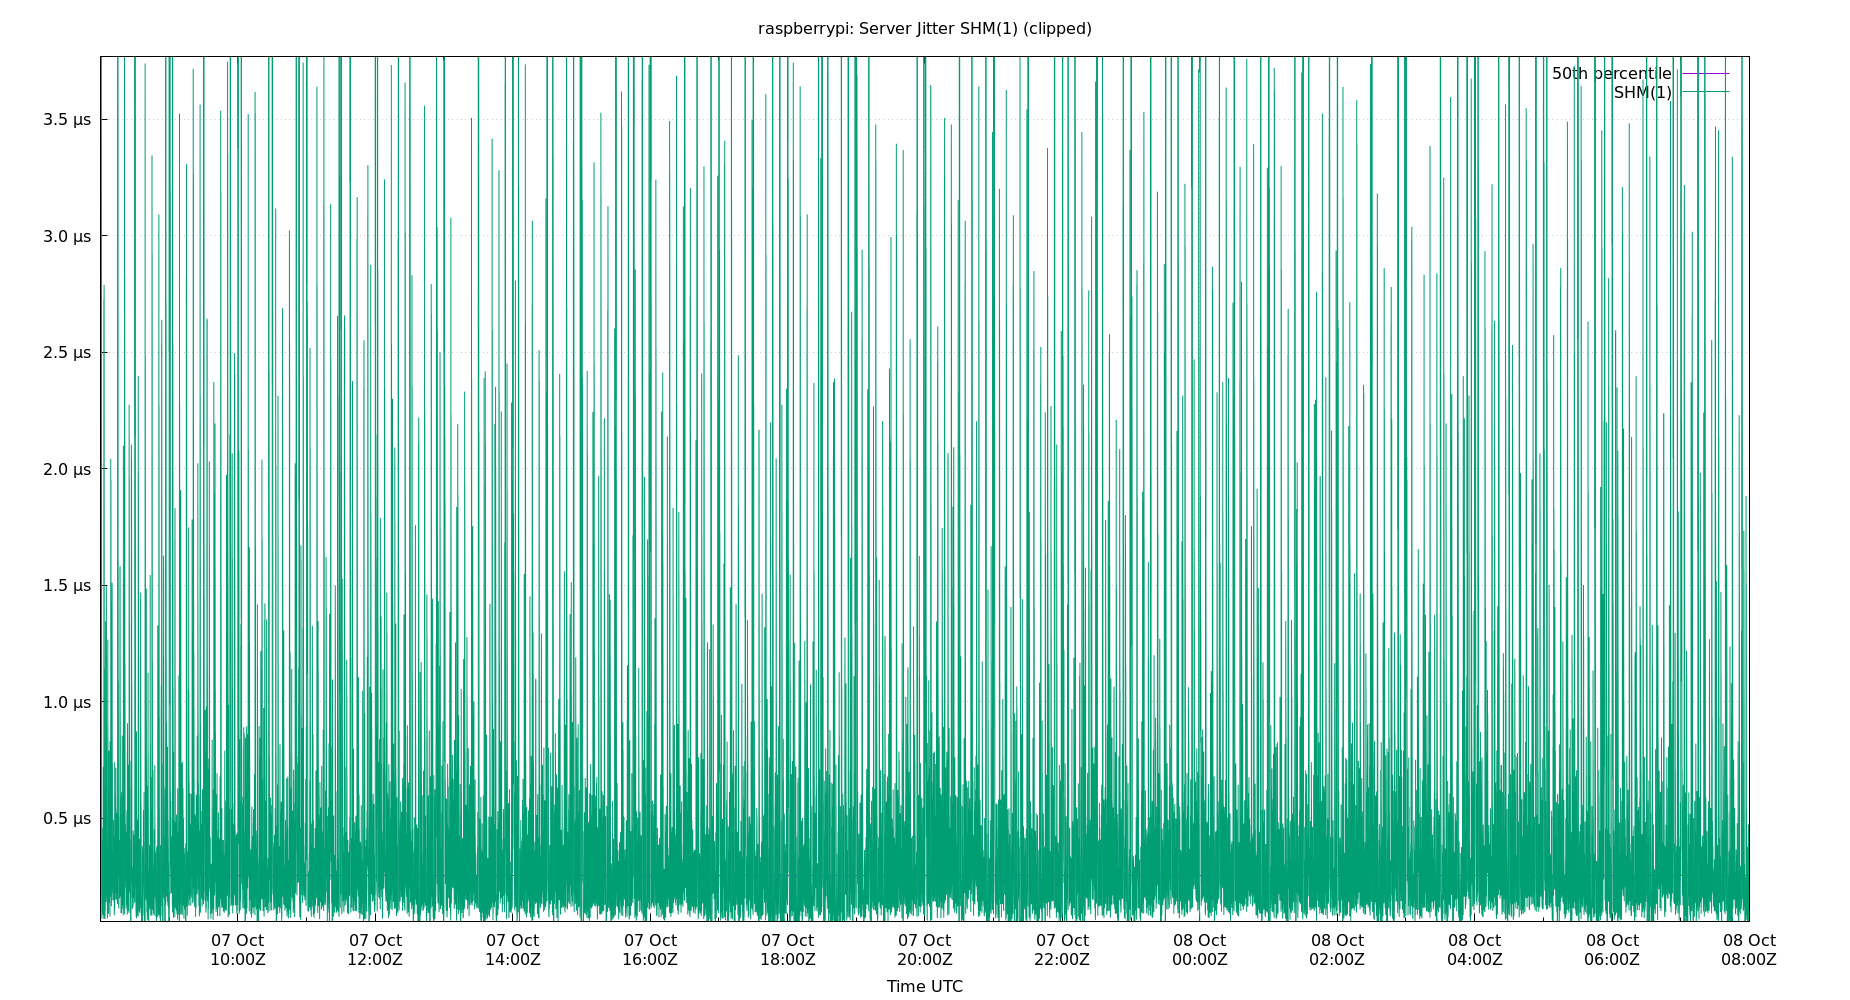 raspberrypi: Server Jitter SHM(1) (clipped)
50th percentile
SHM(1)
3.5 µs
3.0 µs
2.5 µs
2.0 µs
1.5 µs
1.0 µs
0.5 µs
07 Oct 07 Oct 07 Oct 07 Oct 07 Oct 07 Oct 07 Oct 08 Oct 08 Oct 08 Oct 08 Oct 08 Oct
10:00Z 12:00Z 14:00Z 16:00Z 18:00Z 20:00Z 22:00Z 00:00Z 02:00Z 04:00Z 06:00Z 08:00Z
Time UTC